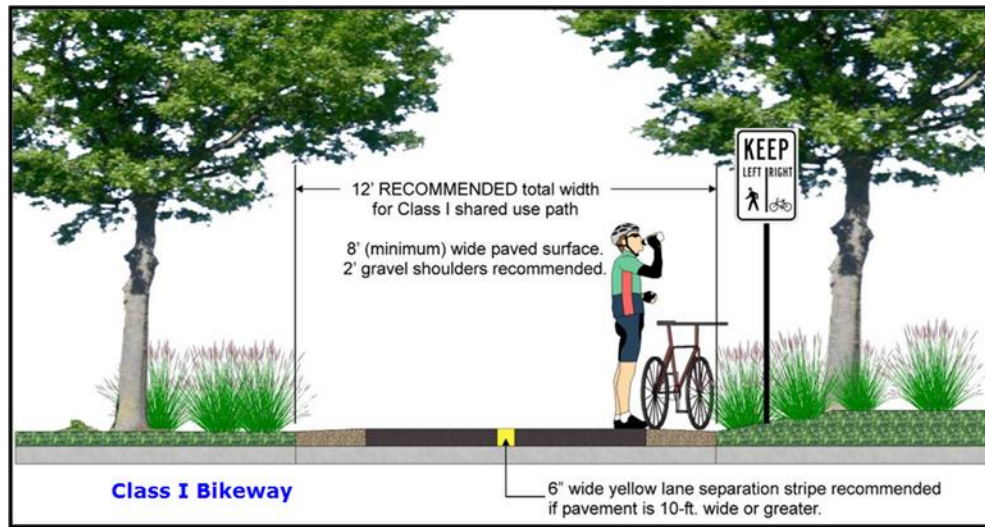 KEEP
LEFT RIGHT
12' RECOMMENDED total width
for Class I shared use path
8' (minimum) wide paved surface.
2' gravel shoulders recommended.
Class I Bikeway
6" wide yellow lane separation stripe recommended
if pavement is 10-ft. wide or greater.